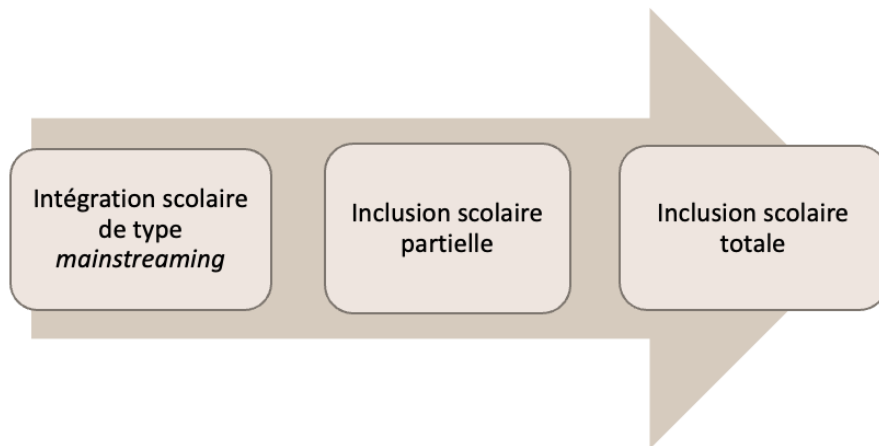 Intégration scolaire
de type
mainstreaming
Inclusion scolaire
partielle
Inclusion scolaire
totale